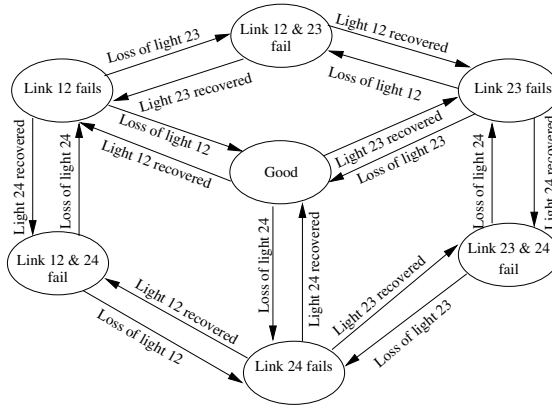 Link 12 & 23
fail
Loss of light 23
Light 12 recovered
Light 23 recovered
Loss of light 12
Link 12 fails
Link 23 fails
Loss of light 12
Light 12 recovered
Light 23 recovered
Loss of light 23
Good
Light 24 recovered
Loss of light 24
Loss of light 24
Light 24 recovered
Loss of light 24
Light 24 recovered
Link 12 & 24
fail
Link 23 & 24
fail
Light 12 recovered
Loss of light 12
Light 23 recovered
Loss of light 23
Link 24 fails